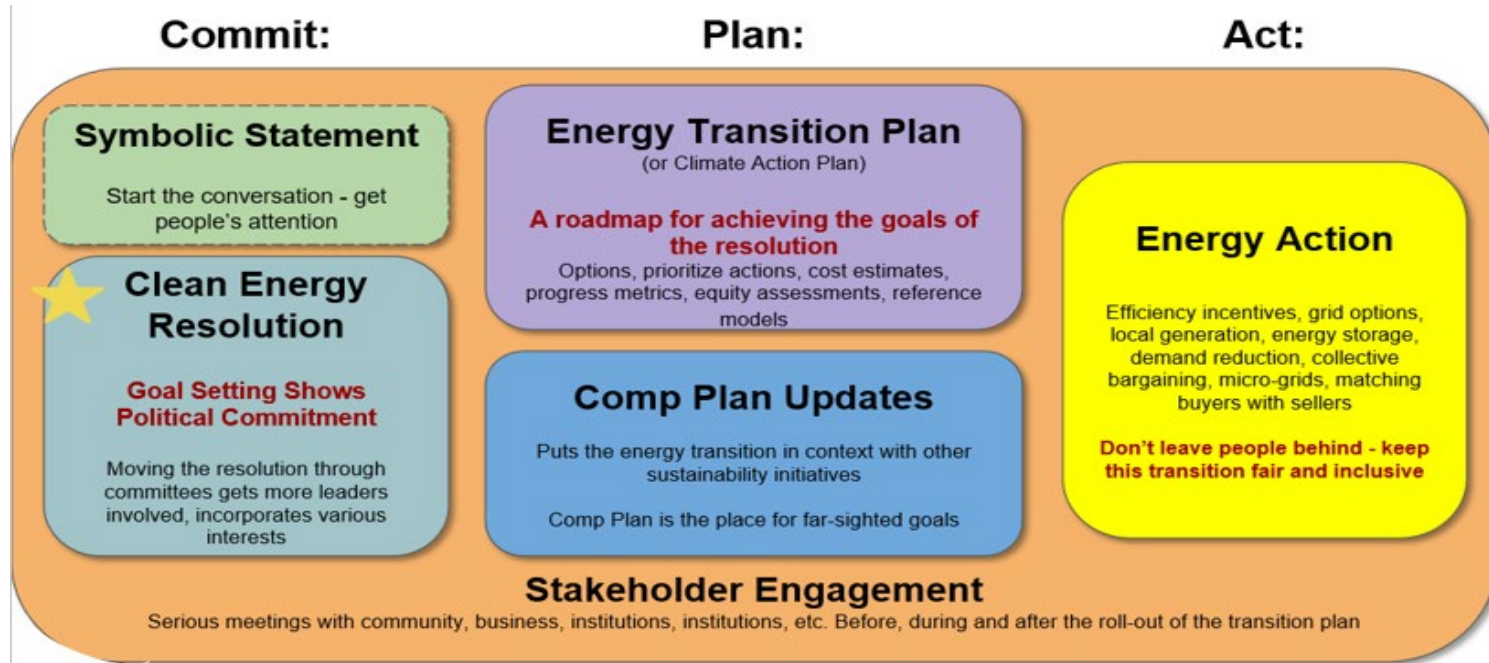 Commit:
Plan:
Act:
Symbolic Statement
Start the conversation - get
people's attention
Clean Energy
Resolution
Goal Setting Shows
Political Commitment
Moving the resolution through
committees gets more leaders
involved, incorporates various
interests
Energy Transition Plan
(or Climate Action Plan)
A roadmap for achieving the goals of
the resolution
Options, prioritize actions, cost estimates,
progress metrics, equity assessments, reference
models
Comp Plan Updates
Puts the energy transition in context with other
sustainability initiatives
Comp Plan is the place for far-sighted goals
Energy Action
Efficiency incentives, grid options,
local generation, energy storage,
demand reduction, collective
bargaining, micro-grids, matching
buyers with sellers
Don't leave people behind - keep
this transition fair and inclusive
Stakeholder Engagement
Serious meetings with community, business, institutions, institutions, etc. Before, during and after the roll-out of the transition plan